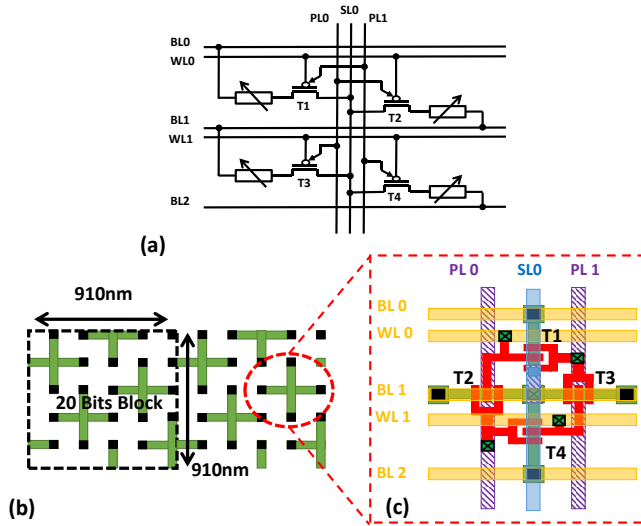 SL0
PL0 PL1
BL0
WL0
T1
T2
BL1
WL1
T3
T4
BL2
(a)
910nm
20 Bits Block
910nm
(b)
PL 0 SL0 PL 1
BL 0
WL 0
T1
T2 T3
BL 1
WL 1
T4
BL 2
(c)